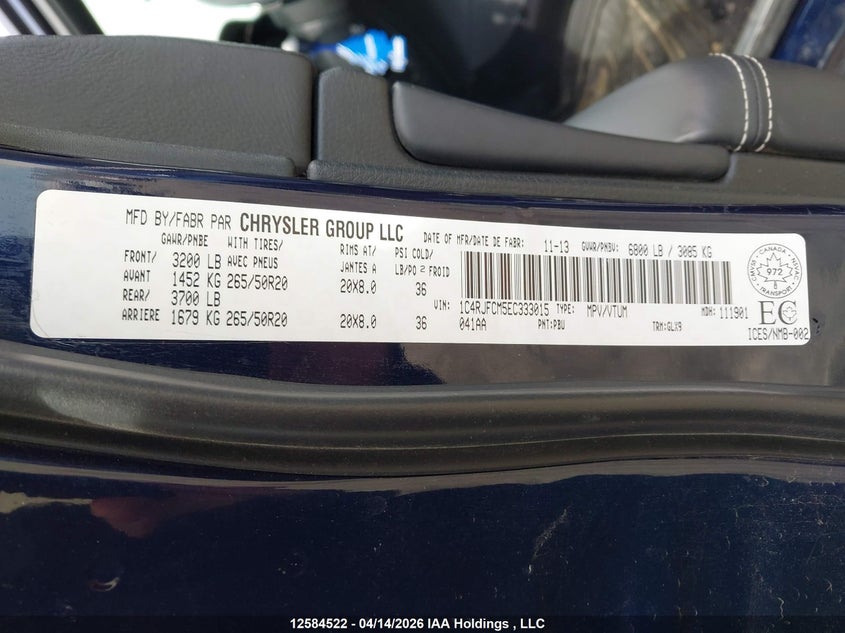 MFD BY/FABR PAR CHRYSLER GROUP LLC DATE OF MFR/DATE DE FABR: 11-13 GVWR/PNBV: 6800 LB / 3085 KG
GAWR/PNBE WITH TIRES/ RIMS AT/ PSI COLD/
FRONT/ 3200 LB AVEC PNEUS JANTES A LB/PO² FROID
AVANT 1452 KG 265/50R20 20X8.0 36
REAR/ 3700 LB
ARRIERE 1679 KG 265/50R20 20X8.0 36
VIN: 1C4RJFCM5EC333015 TYPE: MPV/VTUM MDH: 111901
041AA PNT:PBU TRM:GLX9
CMVSS CANADA NSVAC
972
TRANSPORT
EC
ICES/NMB-002
12584522 - 04/14/2026 IAA Holdings , LLC